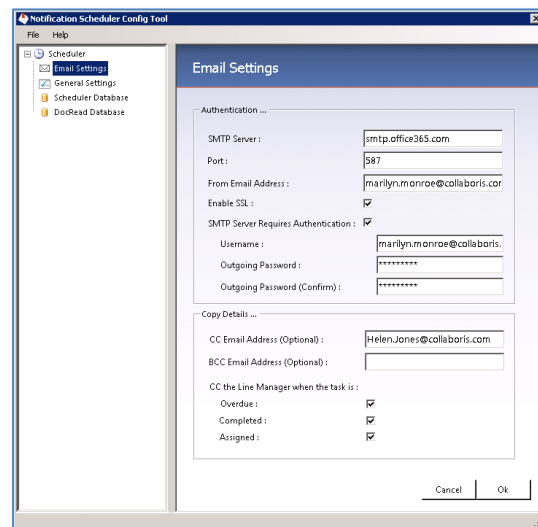 Notification Scheduler Config Tool
File Help
Scheduler
Email Settings
General Settings
Scheduler Database
DocRead Database
Email Settings
Authentication ...
SMTP Server : smtp.office365.com
Port : 587
From Email Address : marilyn.monroe@collaboris.cor
Enable SSL :
SMTP Server Requires Authentication :
Username : marilyn.monroe@collaboris.
Outgoing Password : *********
Outgoing Password (Confirm) : *********
Copy Details ...
CC Email Address (Optional) : Helen.Jones@collaboris.com
BCC Email Address (Optional) :
CC the Line Manager when the task is :
Overdue :
Completed :
Assigned :
Cancel Ok